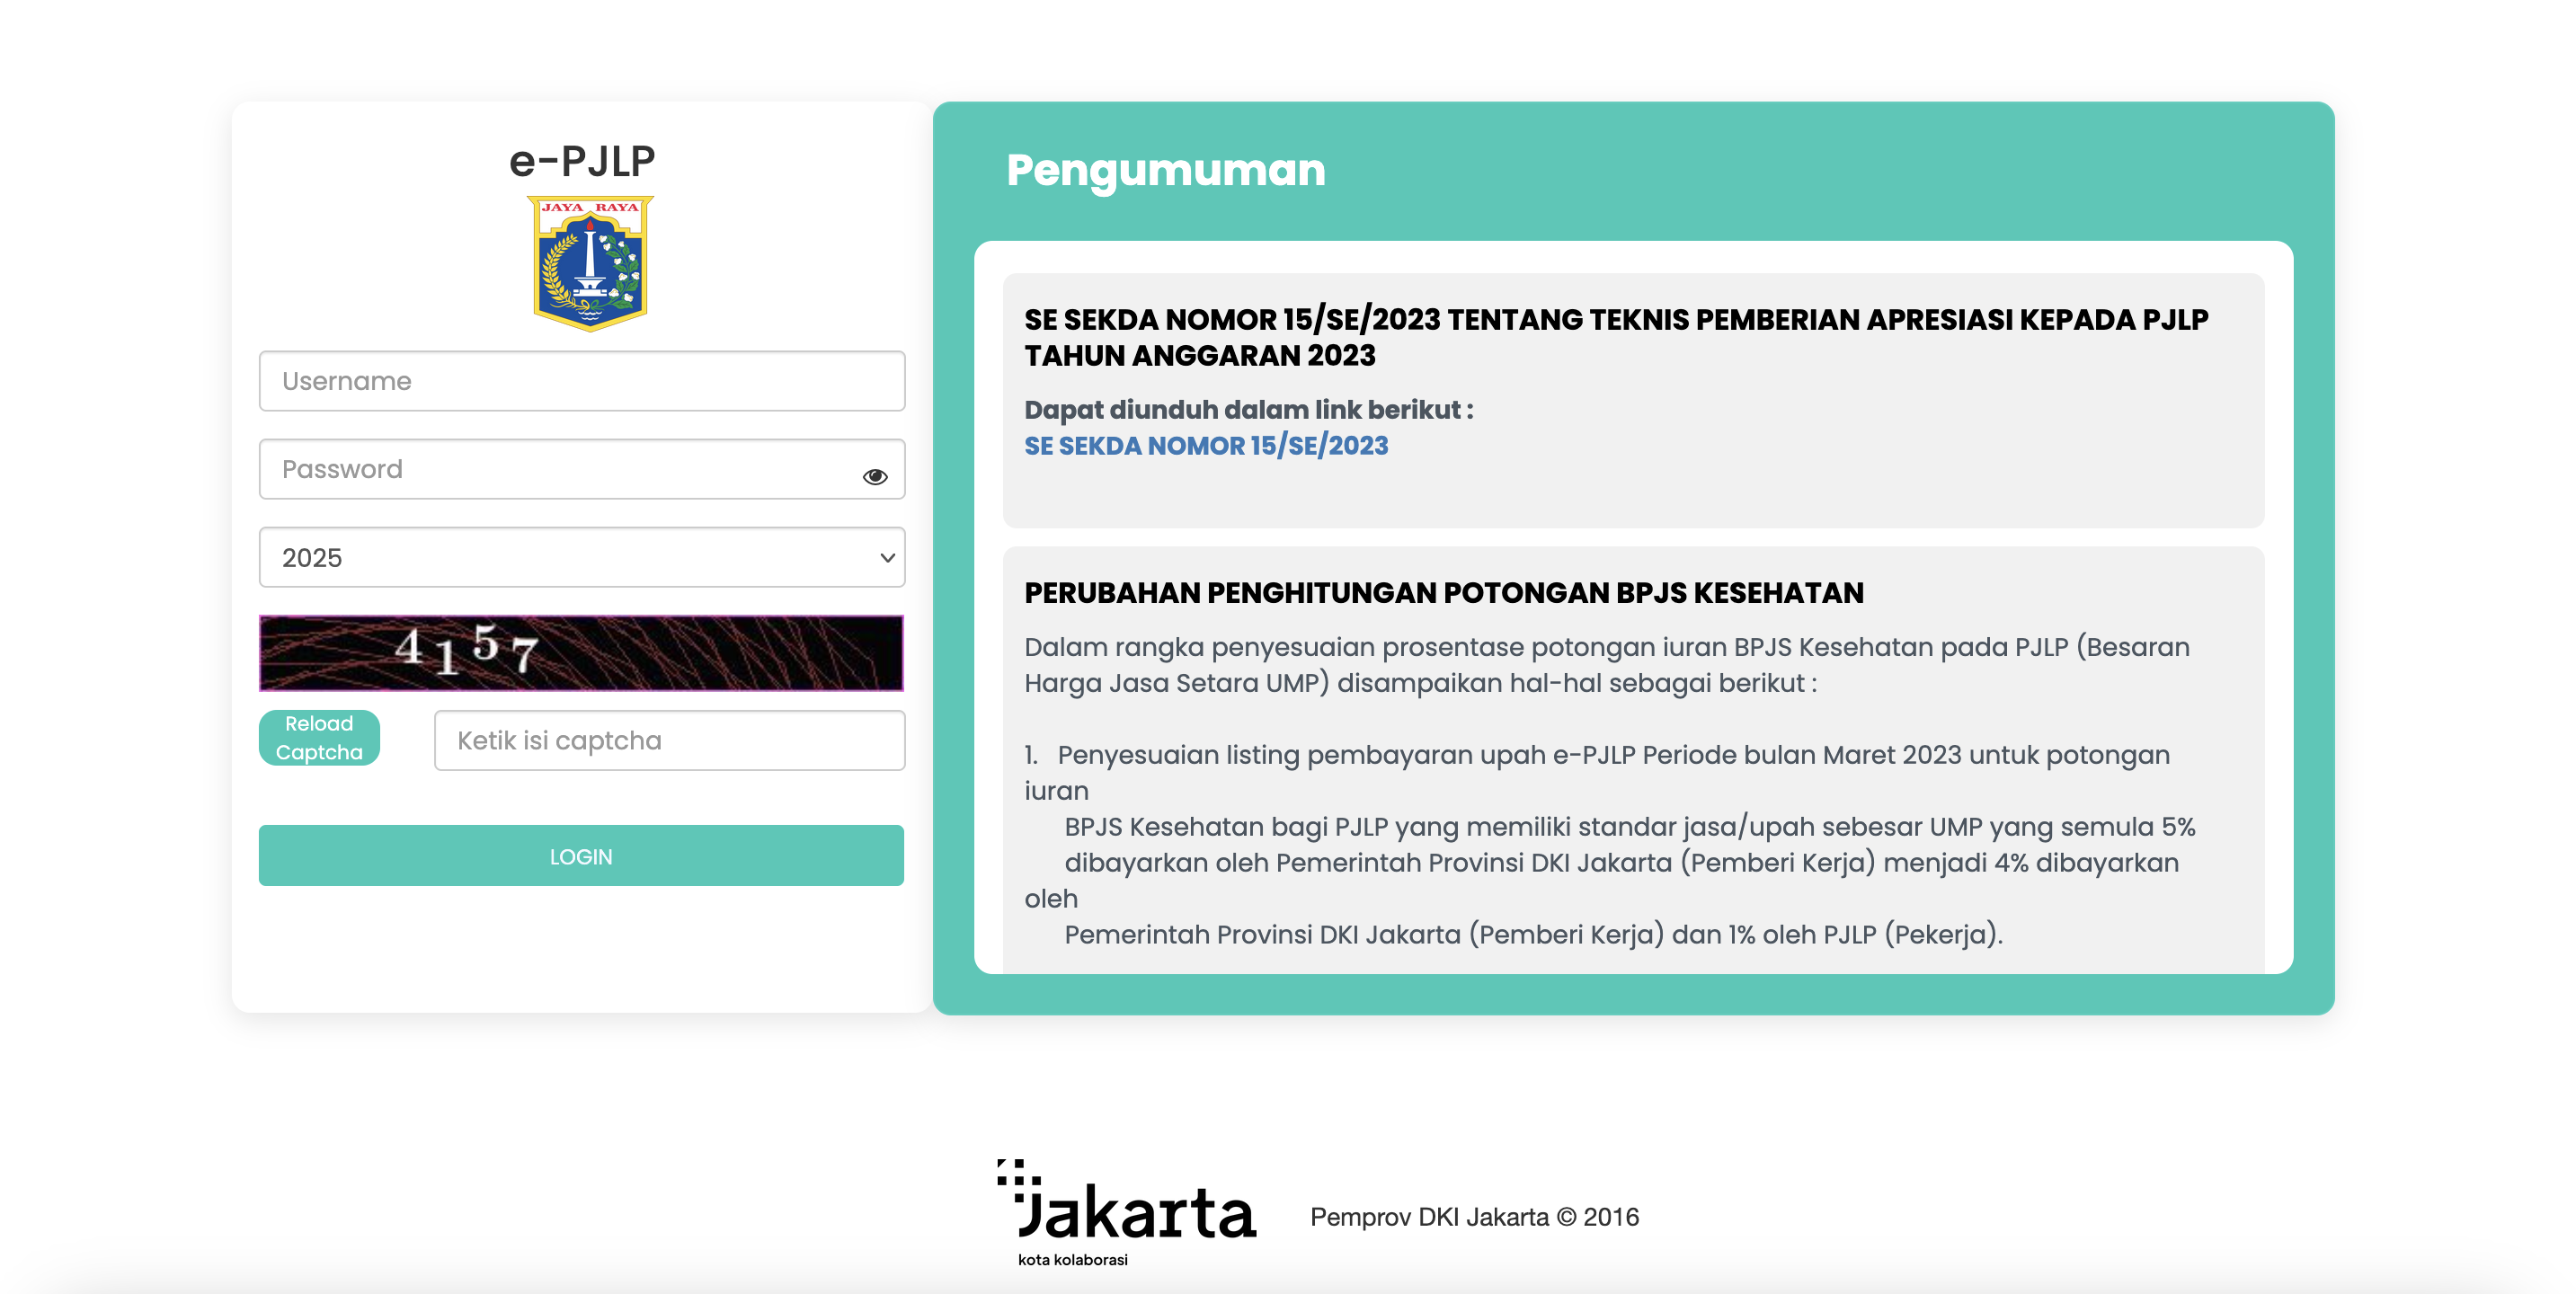 e-PJLP
JAYA RAYA
Username
Password
2025
4157
Reload
Captcha
Ketik isi captcha
LOGIN
Pengumuman
SE SEKDA NOMOR 15/SE/2023 TENTANG TEKNIS PEMBERIAN APRESIASI KEPADA PJLP
TAHUN ANGGARAN 2023
Dapat diunduh dalam link berikut :
SE SEKDA NOMOR 15/SE/2023
PERUBAHAN PENGHITUNGAN POTONGAN BPJS KESEHATAN
Dalam rangka penyesuaian prosentase potongan iuran BPJS Kesehatan pada PJLP (Besaran
Harga Jasa Setara UMP) disampaikan hal-hal sebagai berikut :
1. Penyesuaian listing pembayaran upah e-PJLP Periode bulan Maret 2023 untuk potongan
iuran
BPJS Kesehatan bagi PJLP yang memiliki standar jasa/upah sebesar UMP yang semula 5%
dibayarkan oleh Pemerintah Provinsi DKI Jakarta (Pemberi Kerja) menjadi 4% dibayarkan
oleh
Pemerintah Provinsi DKI Jakarta (Pemberi Kerja) dan 1% oleh PJLP (Pekerja).
Jakarta
kota kolaborasi
Pemprov DKI Jakarta © 2016